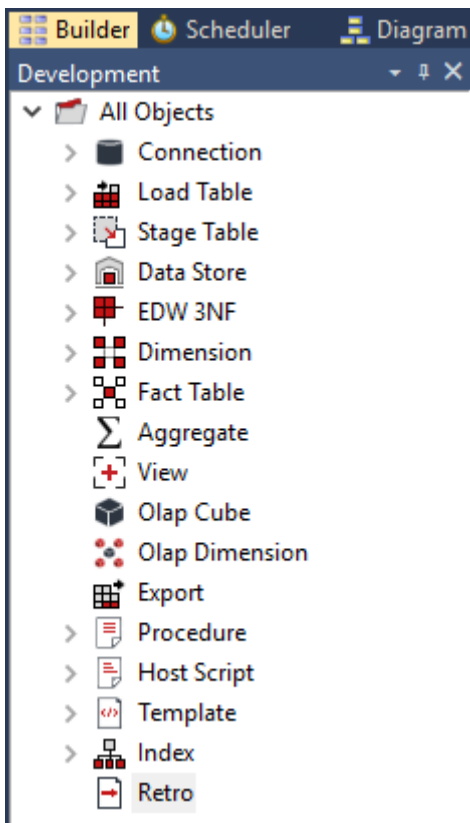 Builder Scheduler Diagram
Development
All Objects
Connection
Load Table
Stage Table
Data Store
EDW 3NF
Dimension
Fact Table
Aggregate
View
Olap Cube
Olap Dimension
Export
Procedure
Host Script
Template
Index
Retro